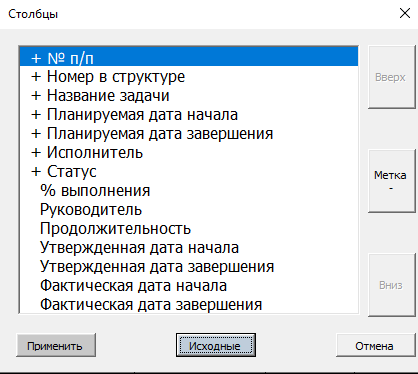 Столбцы
+ № п/п
+ Номер в структуре
+ Название задачи
+ Планируемая дата начала
+ Планируемая дата завершения
+ Исполнитель
+ Статус
% выполнения
Руководитель
Продолжительность
Утвержденная дата начала
Утвержденная дата завершения
Фактическая дата начала
Фактическая дата завершения
Вверх
Метка
-
Вниз
Применить
Исходные
Отмена